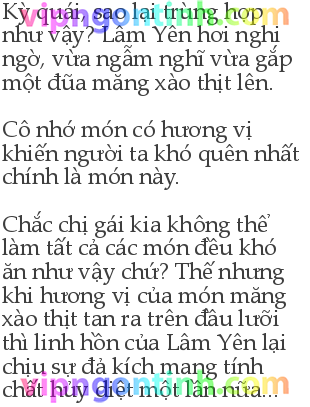 Kỳ quái, sao lại trùng hợp
như vậy? Lâm Yên hơi nghi
ngờ, vừa ngẫm nghĩ vừa gắp
một đũa măng xào thịt lên.
Cô nhớ món có hương vị
khiến người ta khó quên nhất
chính là món này.
Chắc chị gái kia không thể
làm tất cả các món đều khó
ăn như vậy chứ? Thế nhưng
khi hương vị của món măng
xào thịt tan ra trên đầu lưỡi
thì linh hồn của Lâm Yên lại
chịu sự đả kích mang tính
chất hủy diệt một lần nữa...
vipngontinh.com
vipngontinh.com